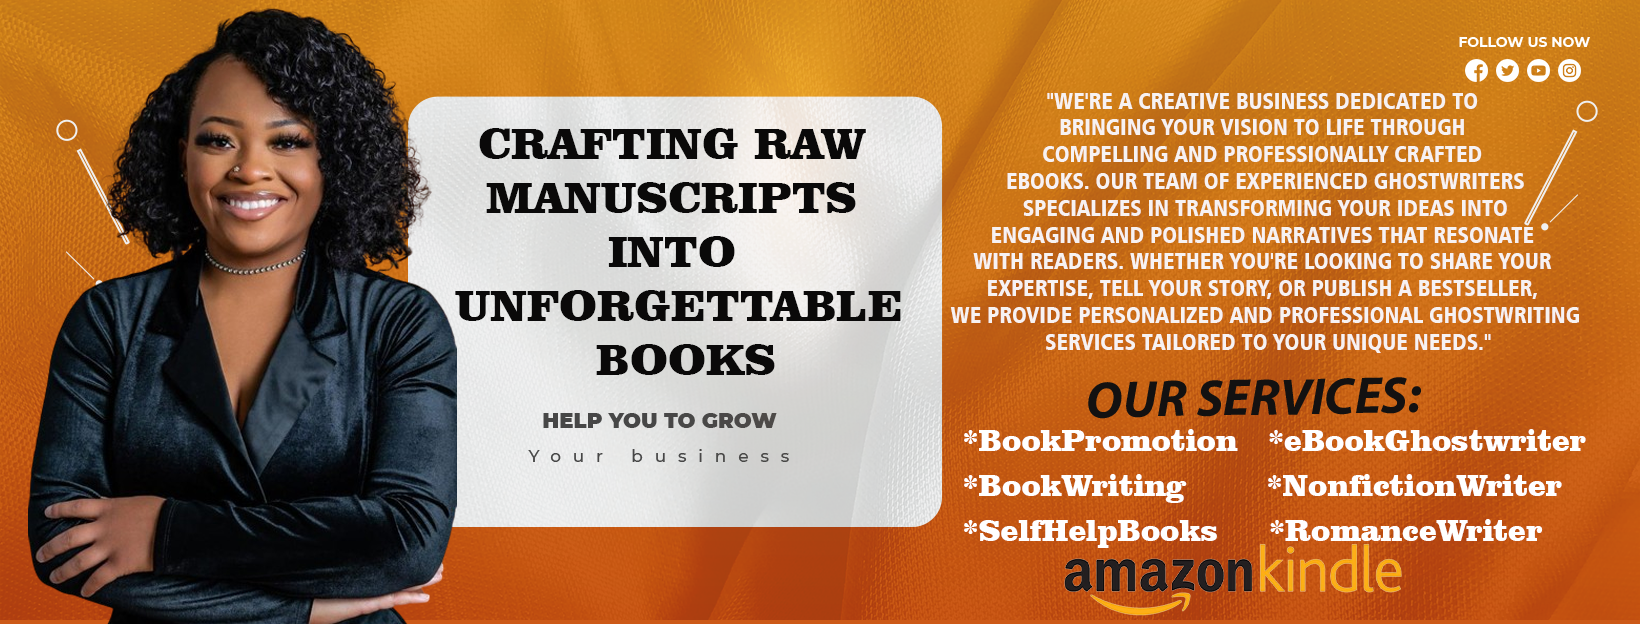 FOLLOW US NOW
CRAFTING RAW
MANUSCRIPTS
INTO
UNFORGETTABLE
BOOKS
HELP YOU TO GROW
Your business
"WE'RE A CREATIVE BUSINESS DEDICATED TO
BRINGING YOUR VISION TO LIFE THROUGH
COMPELLING AND PROFESSIONALLY CRAFTED
EBOOKS. OUR TEAM OF EXPERIENCED GHOSTWRITERS
SPECIALIZES IN TRANSFORMING YOUR IDEAS INTO
ENGAGING AND POLISHED NARRATIVES THAT RESONATE
WITH READERS. WHETHER YOU'RE LOOKING TO SHARE YOUR
EXPERTISE, TELL YOUR STORY, OR PUBLISH A BESTSELLER,
WE PROVIDE PERSONALIZED AND PROFESSIONAL GHOSTWRITING
SERVICES TAILORED TO YOUR UNIQUE NEEDS."
OUR SERVICES:
*BookPromotion *eBookGhostwriter
*BookWriting *NonfictionWriter
*SelfHelpBooks *RomanceWriter
amazonkindle